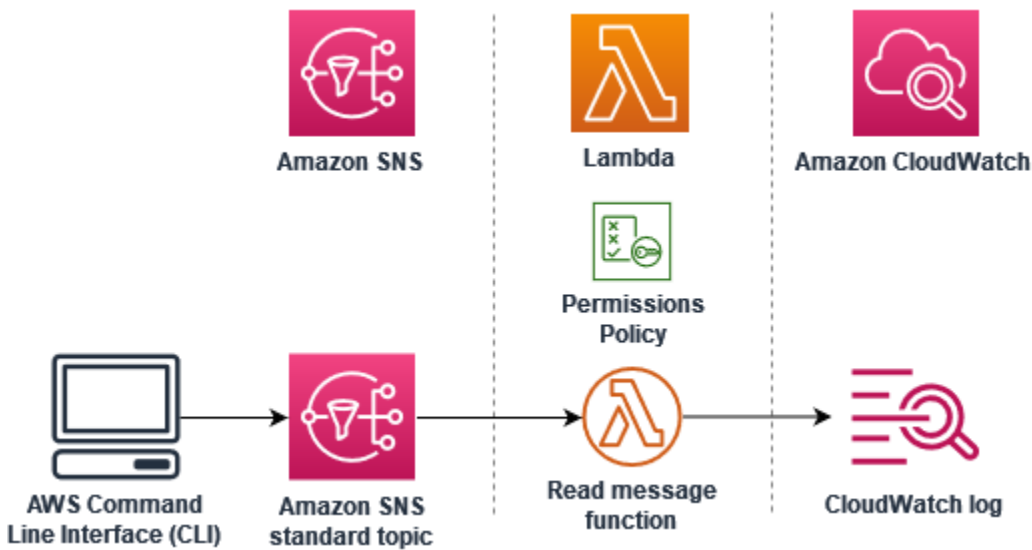 Amazon SNS
Lambda
Amazon CloudWatch
Permissions
Policy
AWS Command
Line Interface (CLI)
Amazon SNS
standard topic
Read message
function
CloudWatch log